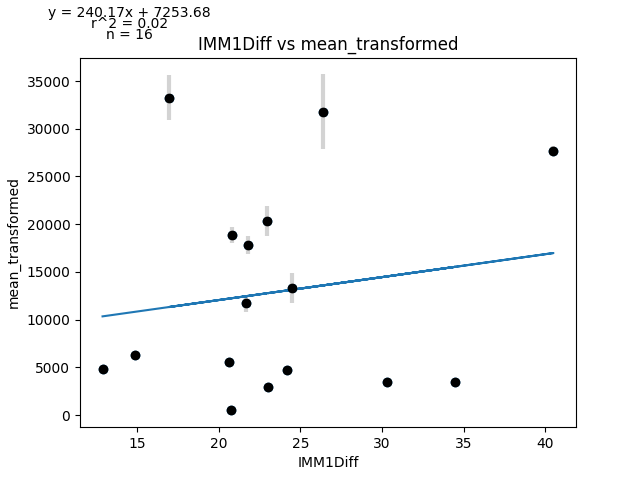 y = 240.17x + 7253.68
r^2 = 0.02
n = 16
IMM1Diff vs mean_transformed
mean_transformed
35000
30000
25000
20000
15000
10000
5000
0
15 20 25 30 35 40
IMM1Diff